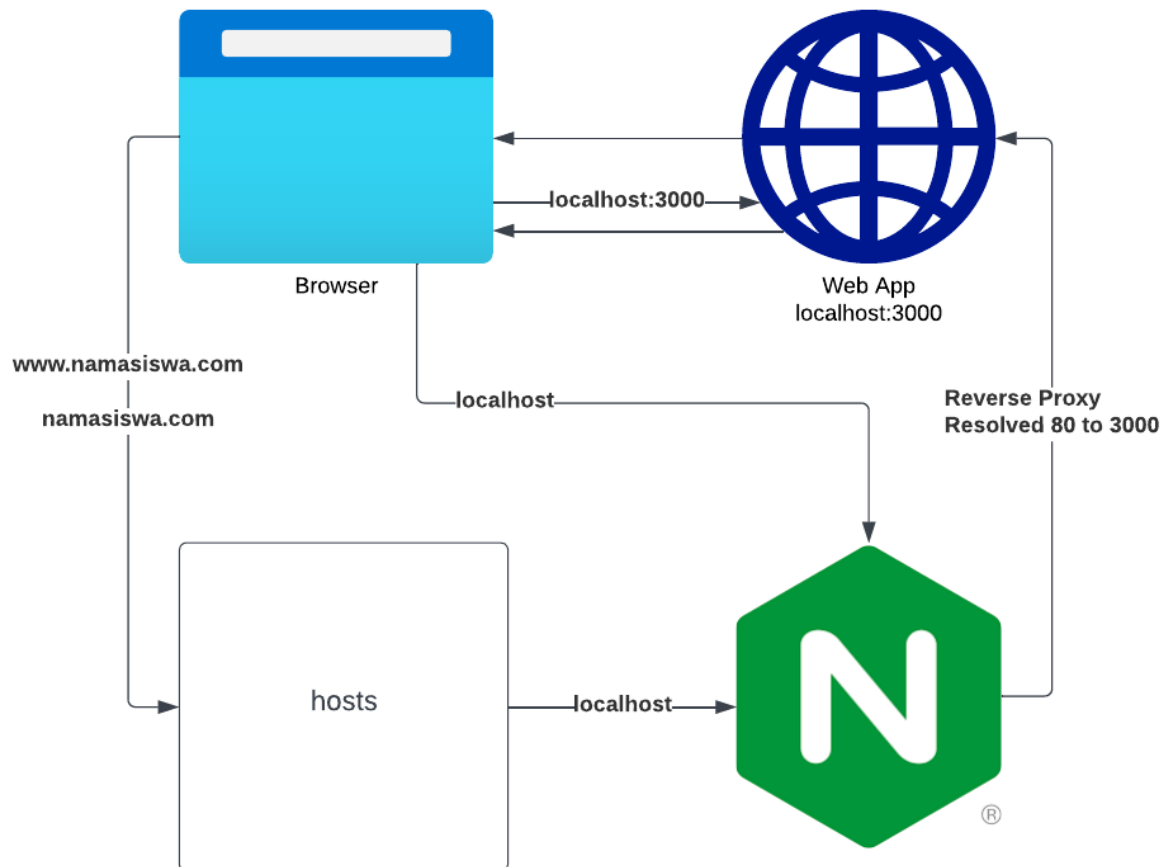 localhost:3000
Browser
Web App
localhost:3000
www.namasiswa.com
namasiswa.com
localhost
Reverse Proxy
Resolved 80 to 3000
hosts
localhost
N
®